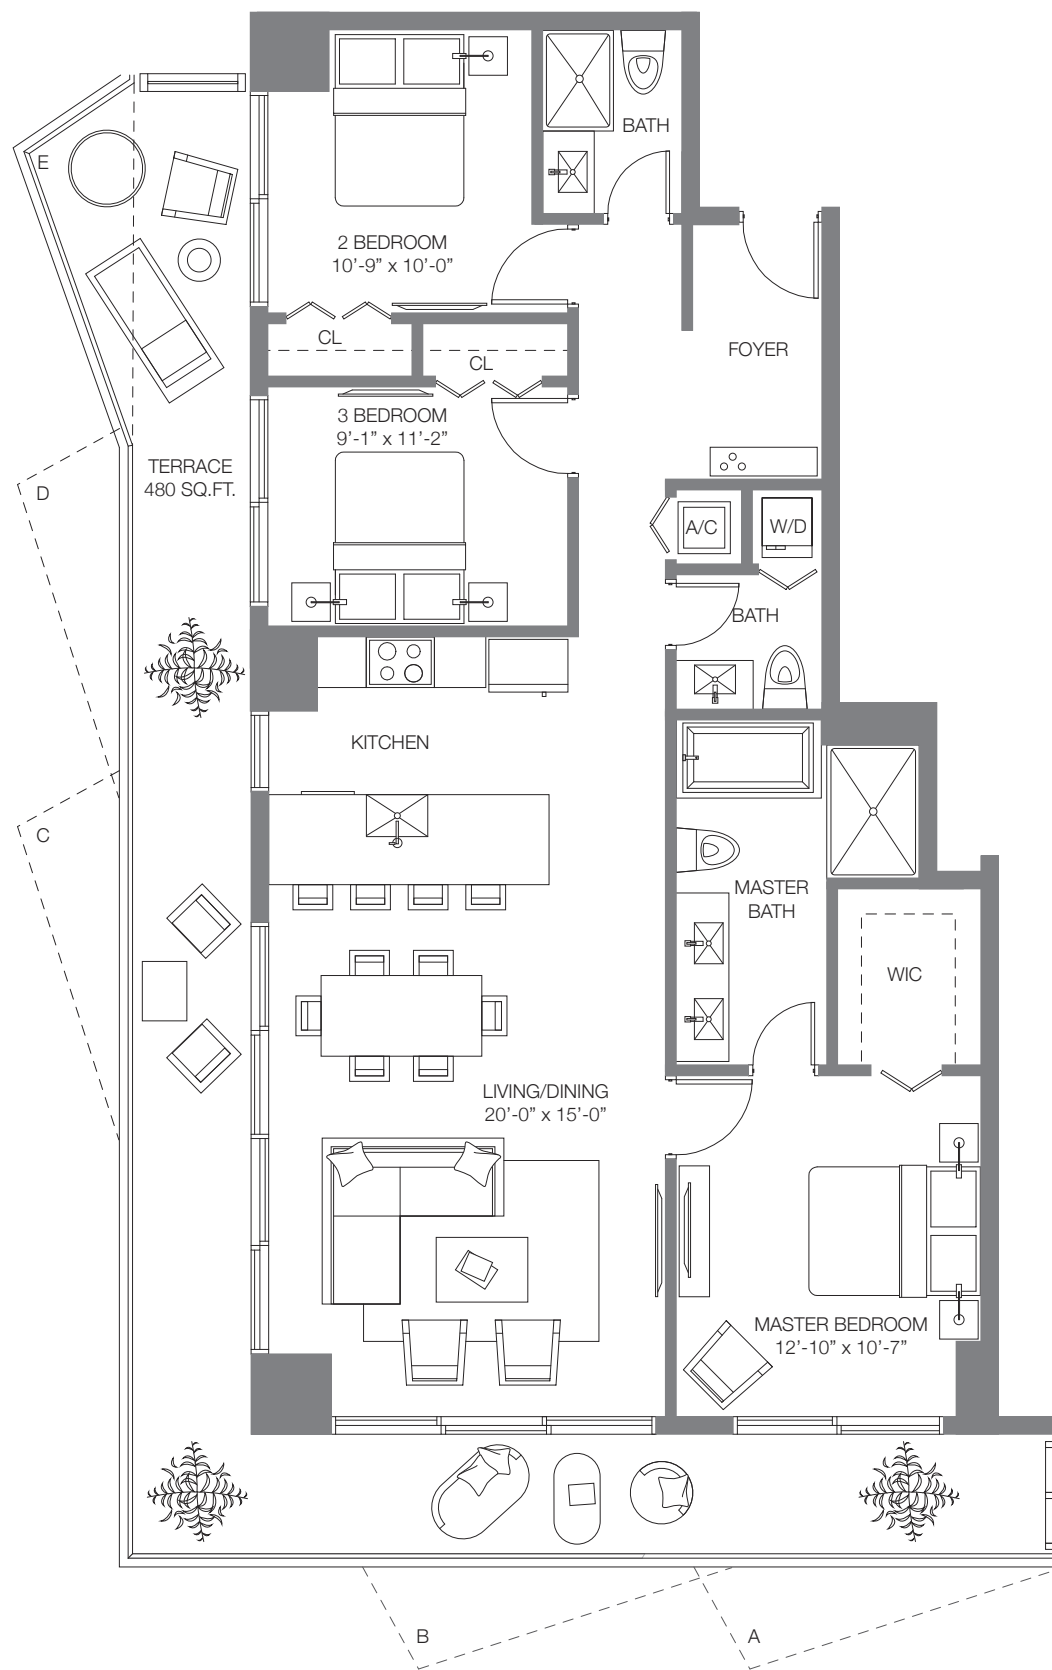 BATH
E
2 BEDROOM
10’-9” x 10’-0”
CL
FOYER
CL
3 BEDROOM
9’-1” x 11’-2”
TERRACE
480 SQ.FT.
D
A/C
W/D
BATH
KITCHEN
C
MASTER
BATH
WIC
LIVING/DINING
20’-0” x 15’-0”
MASTER BEDROOM
12’-10” x 10’-7”
B
A